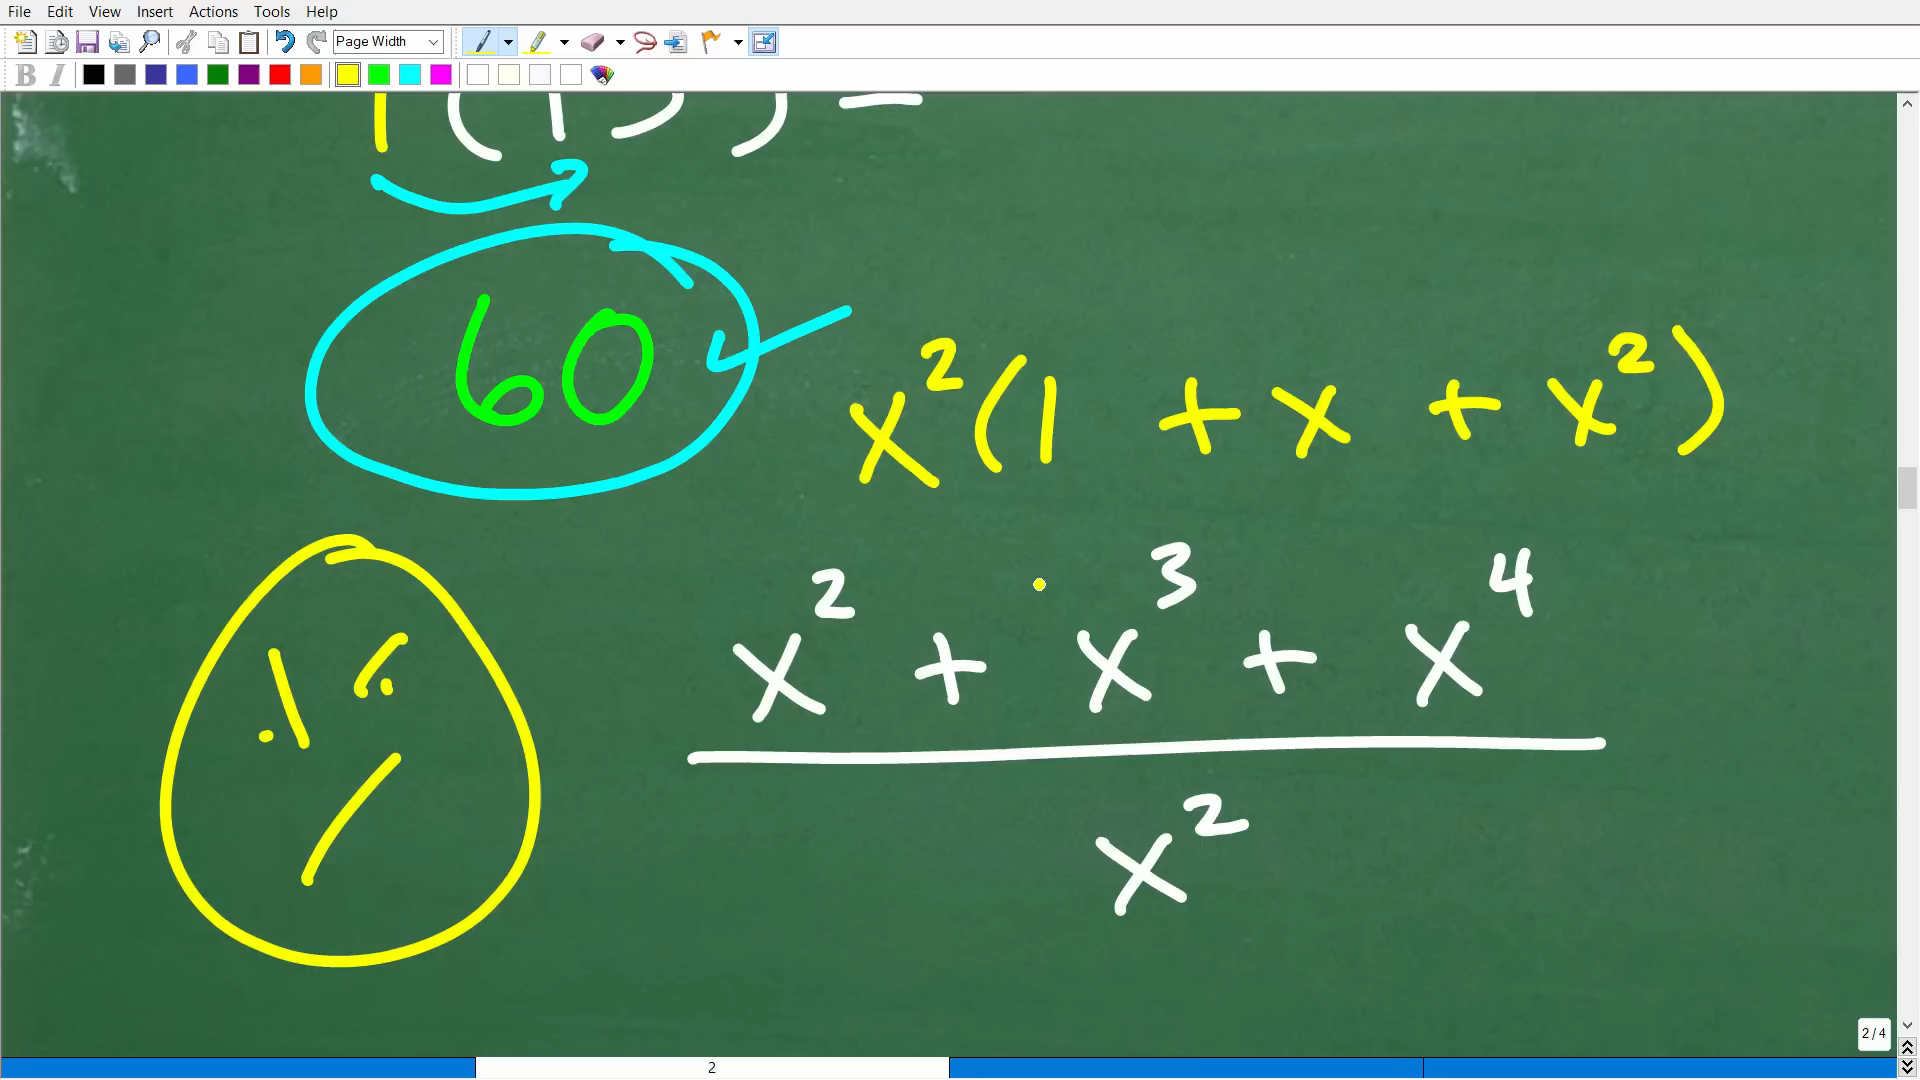 File Edit View Insert Actions Tools Help
Page Width
B I
60
x²(1 + x + x²)
x² + x³ + x⁴
x²
2/4
2